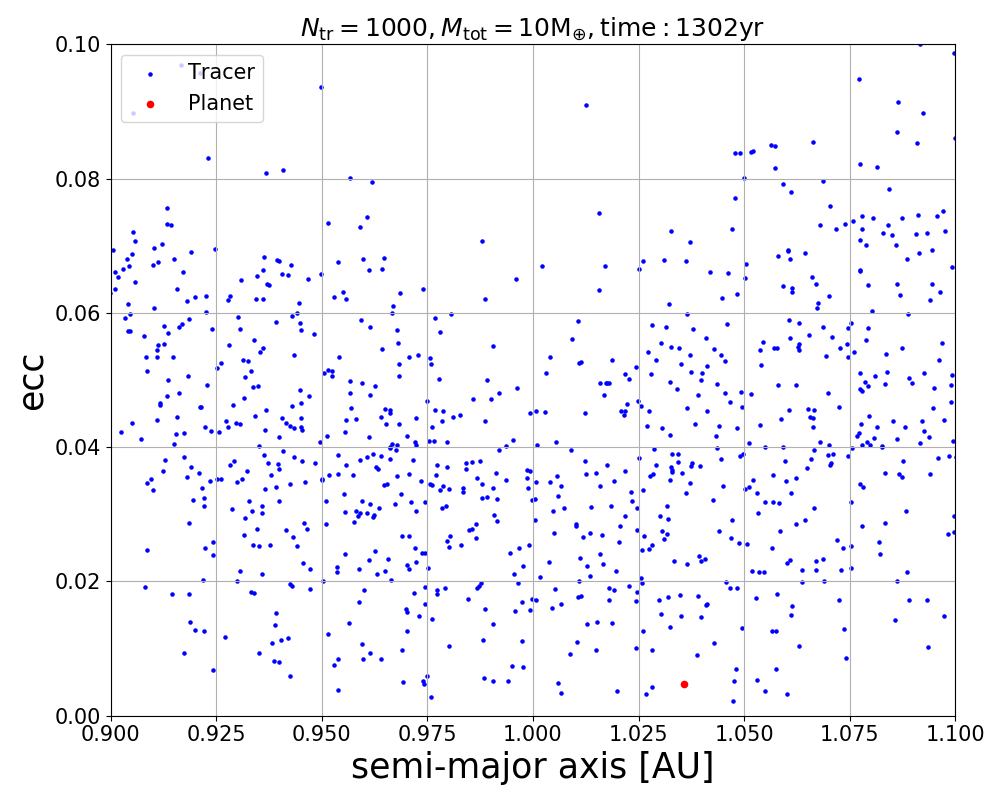 N_tr = 1000, M_tot = 10M_⊕, time : 1302yr
0.10
Tracer
Planet
0.08
0.06
ecc
0.04
0.02
0.00
0.900 0.925 0.950 0.975 1.000 1.025 1.050 1.075 1.100
semi-major axis [AU]